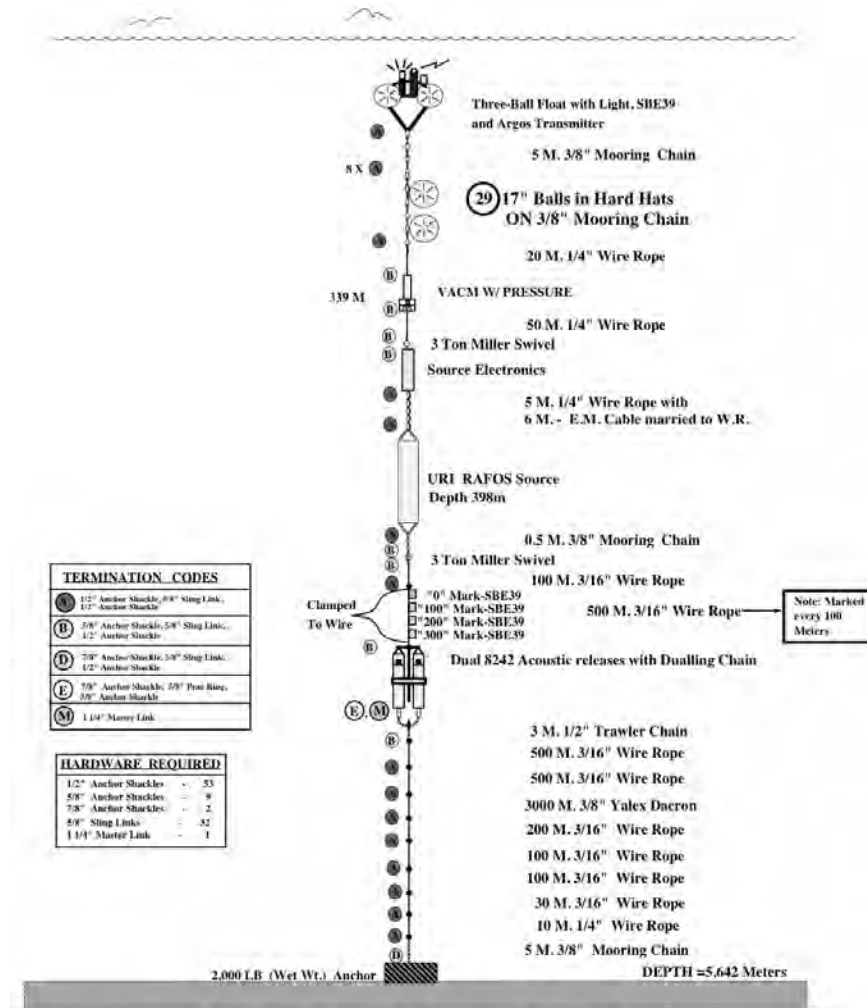 Three-Ball Float with Light, SBE39
and Argos Transmitter
A
5 M. 3/8" Mooring Chain
8 X A
29 17" Balls in Hard Hats
ON 3/8" Mooring Chain
A
20 M. 1/4" Wire Rope
B
339 M
VACM W/ PRESSURE
B
50 M. 1/4" Wire Rope
B
3 Ton Miller Swivel
B
Source Electronics
A
5 M. 1/4" Wire Rope with
6 M. - E.M. Cable married to W.R.
A
URI RAFOS Source
Depth 398m
A
0.5 M. 3/8" Mooring Chain
B
B
3 Ton Miller Swivel
A
100 M. 3/16" Wire Rope
Clamped
To Wire
"0" Mark-SBE39
"100" Mark-SBE39
"200" Mark-SBE39
"300" Mark-SBE39
500 M. 3/16" Wire Rope
Note: Marked
every 100
Meters
B
Dual 8242 Acoustic releases with Dualling Chain
E, M
3 M. 1/2" Trawler Chain
B
500 M. 3/16" Wire Rope
A
500 M. 3/16" Wire Rope
A
3000 M. 3/8" Yalex Dacron
A
200 M. 3/16" Wire Rope
A
100 M. 3/16" Wire Rope
A
100 M. 3/16" Wire Rope
A
30 M. 3/16" Wire Rope
A
10 M. 1/4" Wire Rope
A
5 M. 3/8" Mooring Chain
D
2,000 LB (Wet Wt.) Anchor
DEPTH =5,642 Meters
TERMINATION CODES
A 1/2" Anchor Shackle, 5/8" Sling Link,
1/2" Anchor Shackle
B 5/8" Anchor Shackle, 5/8" Sling Link,
1/2" Anchor Shackle
D 7/8" Anchor Shackle, 5/8" Sling Link,
1/2" Anchor Shackle
E 7/8" Anchor Shackle, 5/8" Pear Ring,
5/8" Anchor Shackle
M 1 1/4" Master Link
HARDWARE REQUIRED
1/2" Anchor Shackles - 53
5/8" Anchor Shackles - 9
7/8" Anchor Shackles - 2
5/8" Sling Links - 32
1 1/4" Master Link - 1